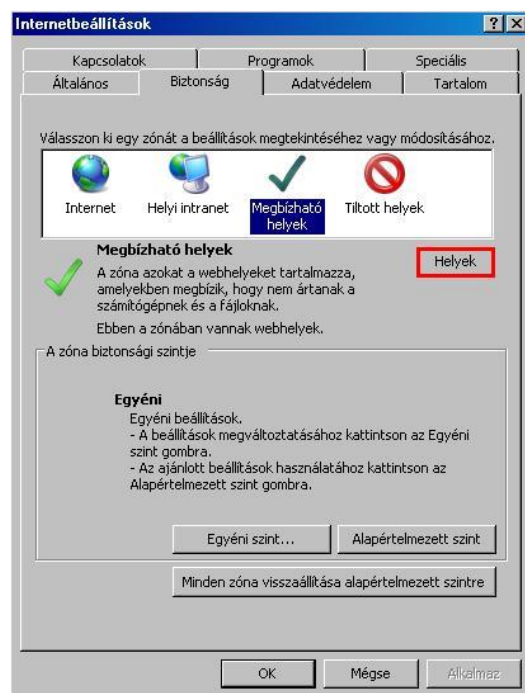 Internetbeállítások
Kapcsolatok Programok Speciális
Általános Biztonság Adatvédelem Tartalom
Válasszon ki egy zónát a beállítások megtekintéséhez vagy módosításához.
Internet Helyi intranet Megbízható helyek Tiltott helyek
Megbízható helyek
Helyek
A zóna azokat a webhelyeket tartalmazza,
amelyekben megbízik, hogy nem ártanak a
számítógépnek és a fájloknak.
Ebben a zónában vannak webhelyek.
A zóna biztonsági szintje
Egyéni
Egyéni beállítások.
- A beállítások megváltoztatásához kattintson az Egyéni
szint gombra.
- Az ajánlott beállítások használatához kattintson az
Alapértelmezett szint gombra.
Egyéni szint... Alapértelmezett szint
Minden zóna visszaállítása alapértelmezett szintre
OK Mégse Alkalmaz